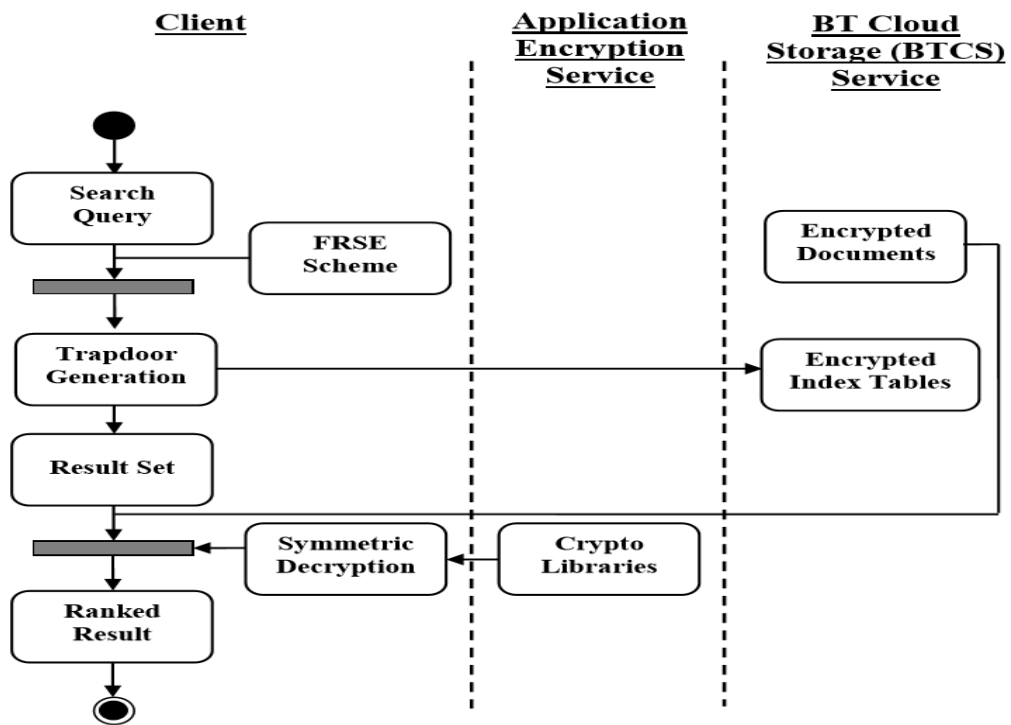 Client
Application
Encryption
Service
BT Cloud
Storage (BTCS)
Service
Search
Query
FRSE
Scheme
Encrypted
Documents
Trapdoor
Generation
Encrypted
Index Tables
Result Set
Symmetric
Decryption
Crypto
Libraries
Ranked
Result